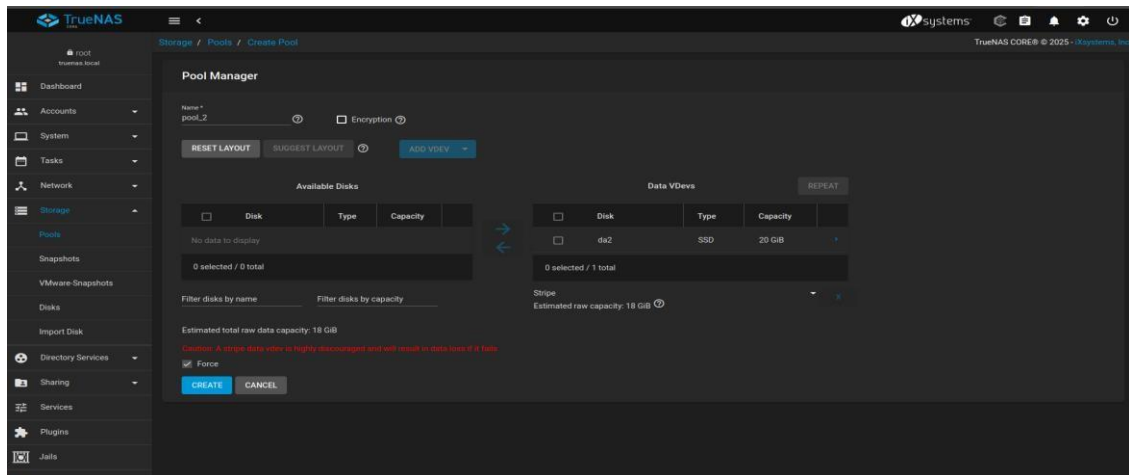 TrueNAS
CORE
iXsystems
root
truenas.local
Storage / Pools / Create Pool
TrueNAS CORE® © 2025 - iXsystems, Inc
Dashboard
Accounts
System
Tasks
Network
Storage
Pools
Snapshots
VMware-Snapshots
Disks
Import Disk
Directory Services
Sharing
Services
Plugins
Jails
Pool Manager
Name *
pool_2
Encryption
RESET LAYOUT
SUGGEST LAYOUT
ADD VDEV
Available Disks
Disk Type Capacity
No data to display
0 selected / 0 total
Filter disks by name Filter disks by capacity
Data VDevs
REPEAT
Disk Type Capacity
da2 SSD 20 GiB
0 selected / 1 total
Stripe
Estimated raw capacity: 18 GiB
Estimated total raw data capacity: 18 GiB
Caution: A stripe data vdev is highly discouraged and will result in data loss if it fails
Force
CREATE CANCEL